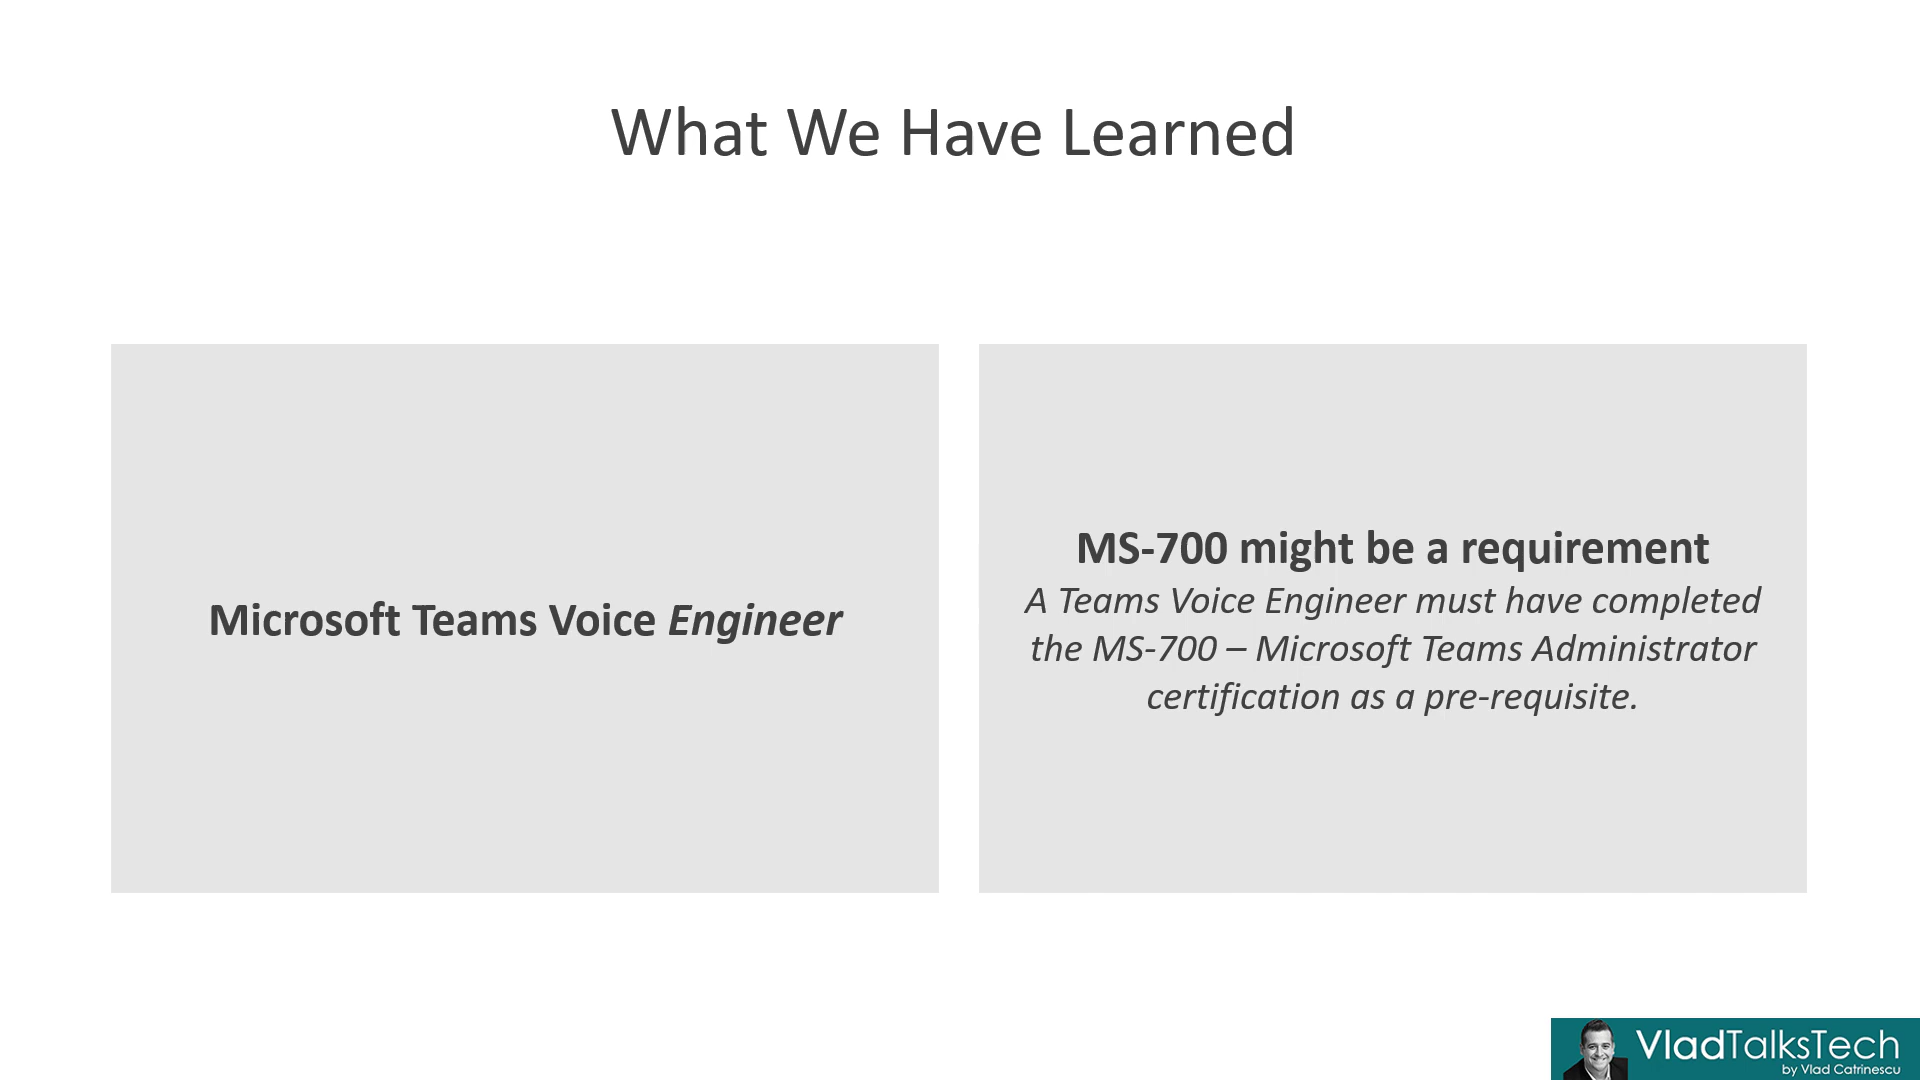 What We Have Learned
Microsoft Teams Voice Engineer
MS-700 might be a requirement
A Teams Voice Engineer must have completed
the MS-700 – Microsoft Teams Administrator
certification as a pre-requisite.
VladTalksTech
by Vlad Catrinescu